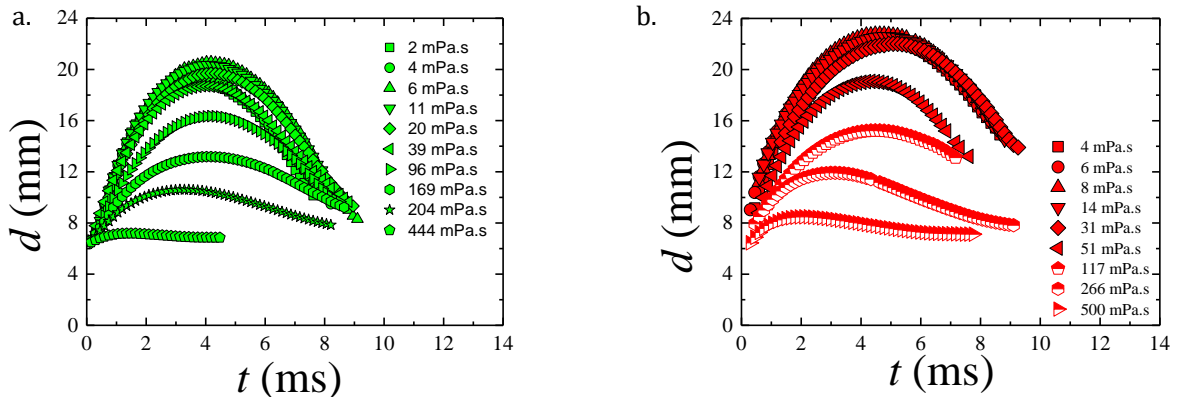 a.
24
20
16
12
8
4
0
d (mm)
0 2 4 6 8 10 12 14
t (ms)
2 mPa.s
4 mPa.s
6 mPa.s
11 mPa.s
20 mPa.s
39 mPa.s
96 mPa.s
169 mPa.s
204 mPa.s
444 mPa.s
b.
24
20
16
12
8
4
0
d (mm)
0 2 4 6 8 10 12 14
t (ms)
4 mPa.s
6 mPa.s
8 mPa.s
14 mPa.s
31 mPa.s
51 mPa.s
117 mPa.s
266 mPa.s
500 mPa.s